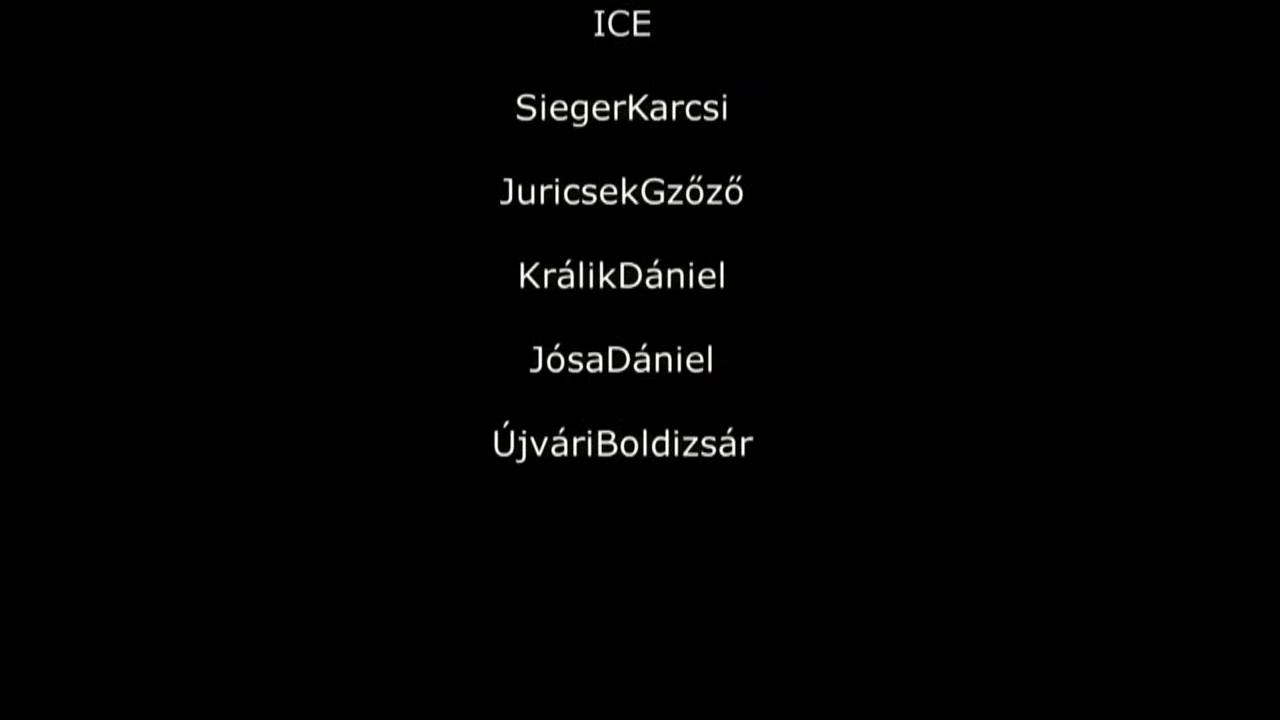 ICE
SiegerKarcsi
JuricsekGzőző
KrálikDániel
JósaDániel
ÚjváriBoldizsár